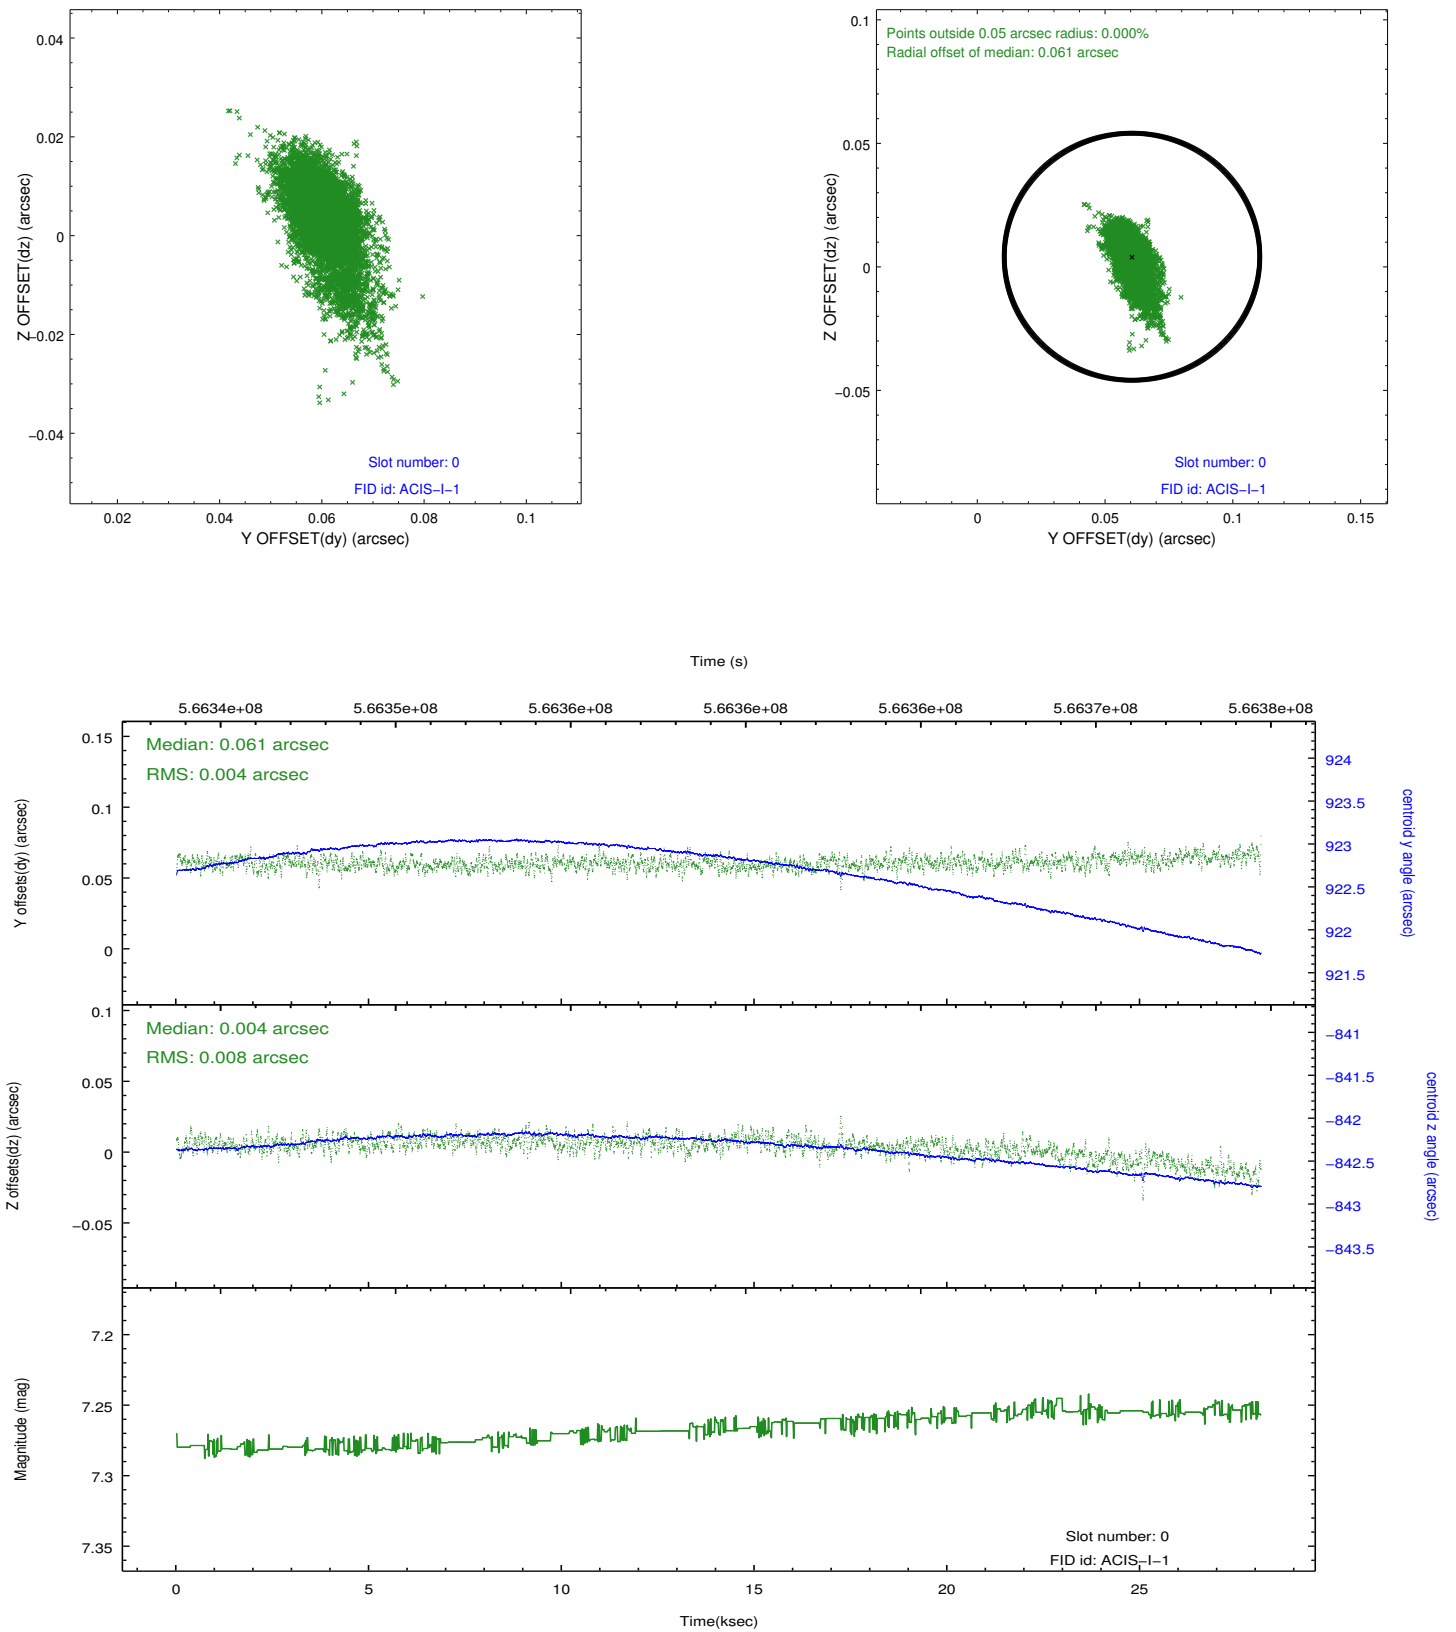 0.04
0.02
0
−0.02
−0.04
Z OFFSET(dz) (arcsec)
Slot number: 0
FID id: ACIS−I−1
0.02
0.04
0.06
0.08
0.1
Y OFFSET(dy) (arcsec)
0.1
0.05
0
−0.05
Z OFFSET(dz) (arcsec)
Points outside 0.05 arcsec radius: 0.000%
Radial offset of median: 0.061 arcsec
Slot number: 0
FID id: ACIS−I−1
0
0.05
0.1
0.15
Y OFFSET(dy) (arcsec)
Time (s)
5.6634e+08
5.6635e+08
5.6636e+08
5.6636e+08
5.6636e+08
5.6637e+08
5.6638e+08
Median: 0.061 arcsec
RMS: 0.004 arcsec
0.15
0.1
0.05
0
Y offsets(dy) (arcsec)
924
923.5
923
922.5
922
921.5
centroid y angle (arcsec)
Median: 0.004 arcsec
RMS: 0.008 arcsec
0.1
0.05
0
−0.05
Z offsets(dz) (arcsec)
−841
−841.5
−842
−842.5
−843
−843.5
centroid z angle (arcsec)
7.2
7.25
7.3
7.35
Magnitude (mag)
Slot number: 0
FID id: ACIS−I−1
0
5
10
15
20
25
Time(ksec)